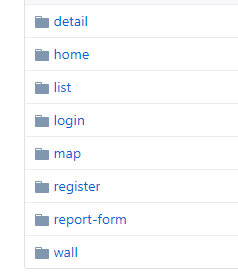 detail
home
list
login
map
register
report-form
wall